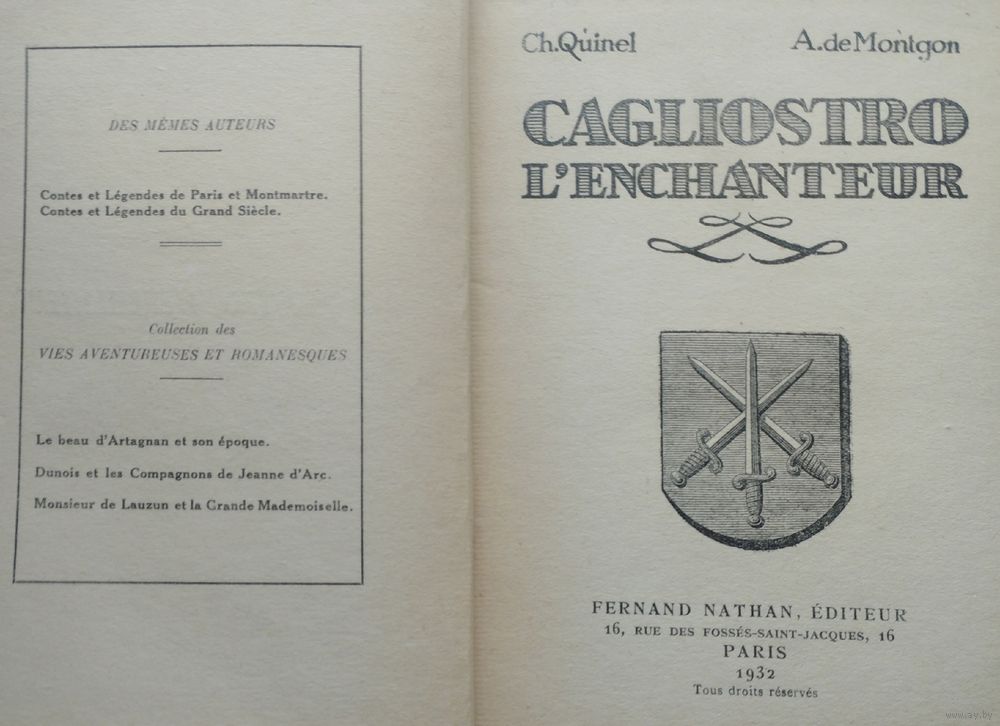 DES MÊMES AUTEURS
Contes et Légendes de Paris et Montmartre.
Contes et Légendes du Grand Siècle.
Collection des
VIES AVENTUREUSES ET ROMANESQUES
Le beau d'Artagnan et son époque.
Dunois et les Compagnons de Jeanne d'Arc.
Monsieur de Lauzun et la Grande Mademoiselle.
Ch. Quinel A. de Montgon
CAGLIOSTRO
L'ENCHANTEUR
FERNAND NATHAN, ÉDITEUR
16, RUE DES FOSSÉS-SAINT-JACQUES, 16
PARIS
1932
Tous droits réservés
www.ay.by